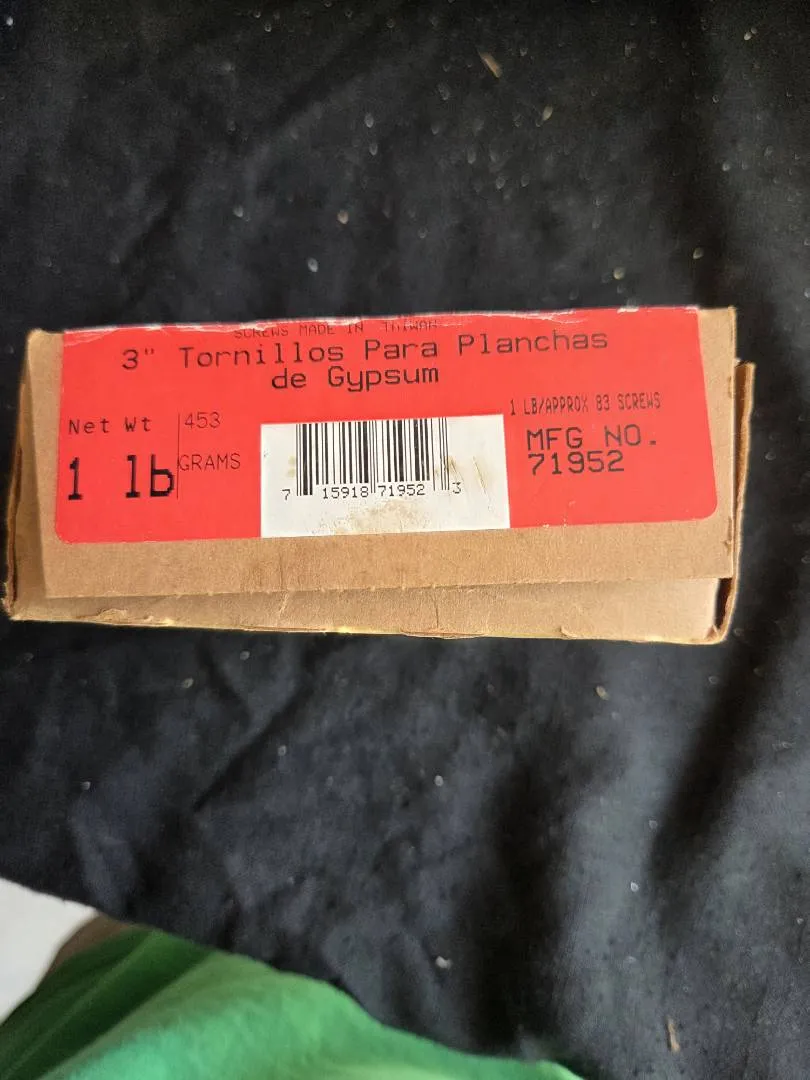 SCREWS MADE IN TAIWAN
3" Tornillos Para Planchas
de Gypsum
Net Wt 453
1 lb GRAMS
1 LB/APPROX 83 SCREWS
MFG NO.
71952
7 15918 71952 3